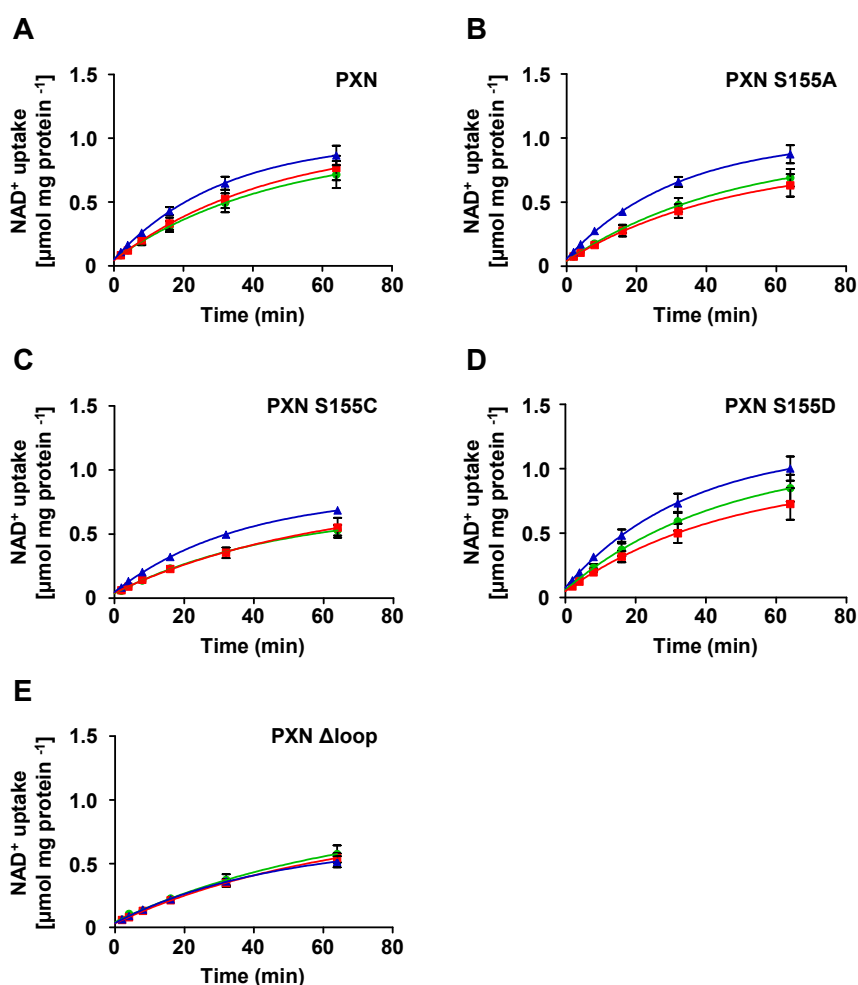 A
NAD⁺ uptake
[µmol mg protein ⁻¹]
1.5
1.0
0.5
0
PXN
0 20 40 60 80
Time (min)
B
NAD⁺ uptake
[µmol mg protein ⁻¹]
1.5
1.0
0.5
0
PXN S155A
0 20 40 60 80
Time (min)
C
NAD⁺ uptake
[µmol mg protein ⁻¹]
1.5
1.0
0.5
0
PXN S155C
0 20 40 60 80
Time (min)
D
NAD⁺ uptake
[µmol mg protein ⁻¹]
1.5
1.0
0.5
0
PXN S155D
0 20 40 60 80
Time (min)
E
NAD⁺ uptake
[µmol mg protein ⁻¹]
1.5
1.0
0.5
0
PXN Δloop
0 20 40 60 80
Time (min)